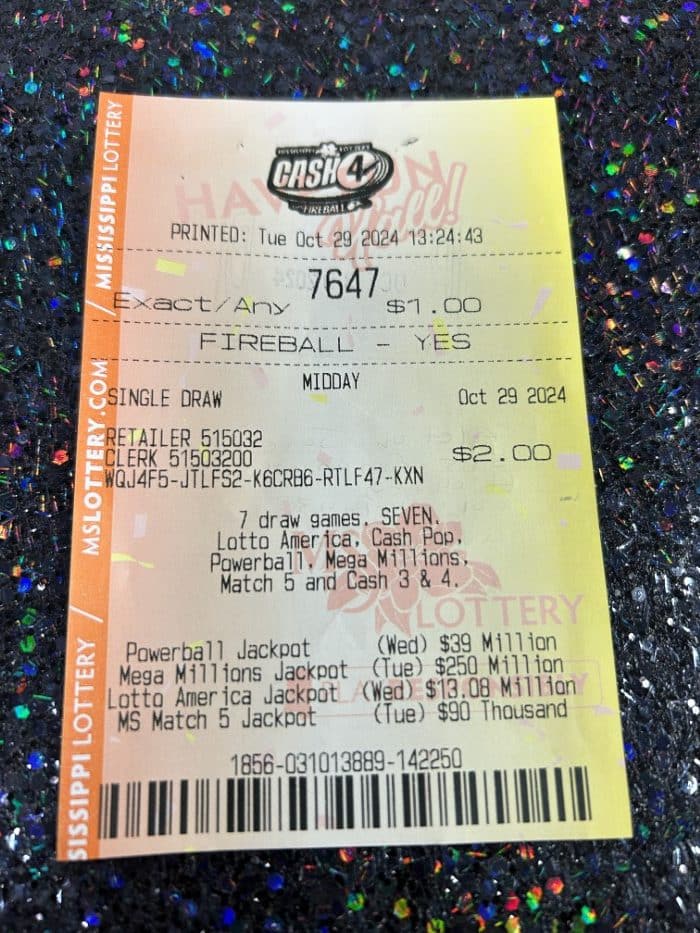 MISSISSIPPI LOTTERY
CASH 4
FIREBALL
PRINTED: Tue Oct 29 2024 13:24:43
7647
Exact/Any $1.00
FIREBALL - YES
MIDDAY
SINGLE DRAW Oct 29 2024
RETAILER 515032
CLERK 51503200 $2.00
WQJ4F5-JTLFS2-K6CRB6-RTLF47-KXN
7 draw games, SEVEN.
Lotto America, Cash Pop,
Powerball, Mega Millions,
Match 5 and Cash 3 & 4.
LOTTERY
Powerball Jackpot (Wed) $39 Million
Mega Millions Jackpot (Tue) $250 Million
Lotto America Jackpot (Wed) $13.08 Million
MS Match 5 Jackpot (Tue) $90 Thousand
1856-031013889-142250
MSLOTTERY.COM
SISSIPPI LOTTERY